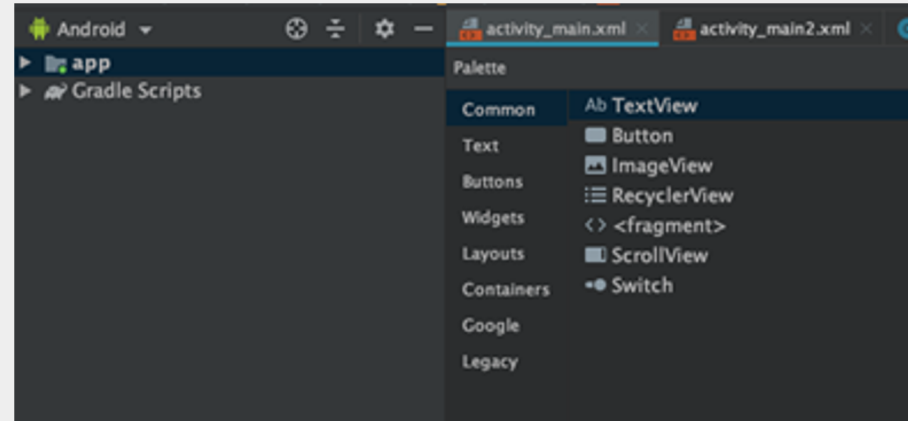 Android
activity_main.xml
activity_main2.xml
app
Gradle Scripts
Palette
Common
Text
Buttons
Widgets
Layouts
Containers
Google
Legacy
Ab TextView
Button
ImageView
RecyclerView
<> <fragment>
ScrollView
Switch